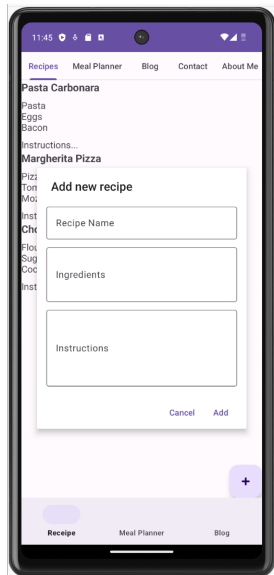 11:45
Recipes Meal Planner Blog Contact About Me
Pasta Carbonara
Pasta
Eggs
Bacon
Instructions...
Margherita Pizza
Add new recipe
Recipe Name
Ingredients
Instructions
Cancel Add
+
Receipe Meal Planner Blog